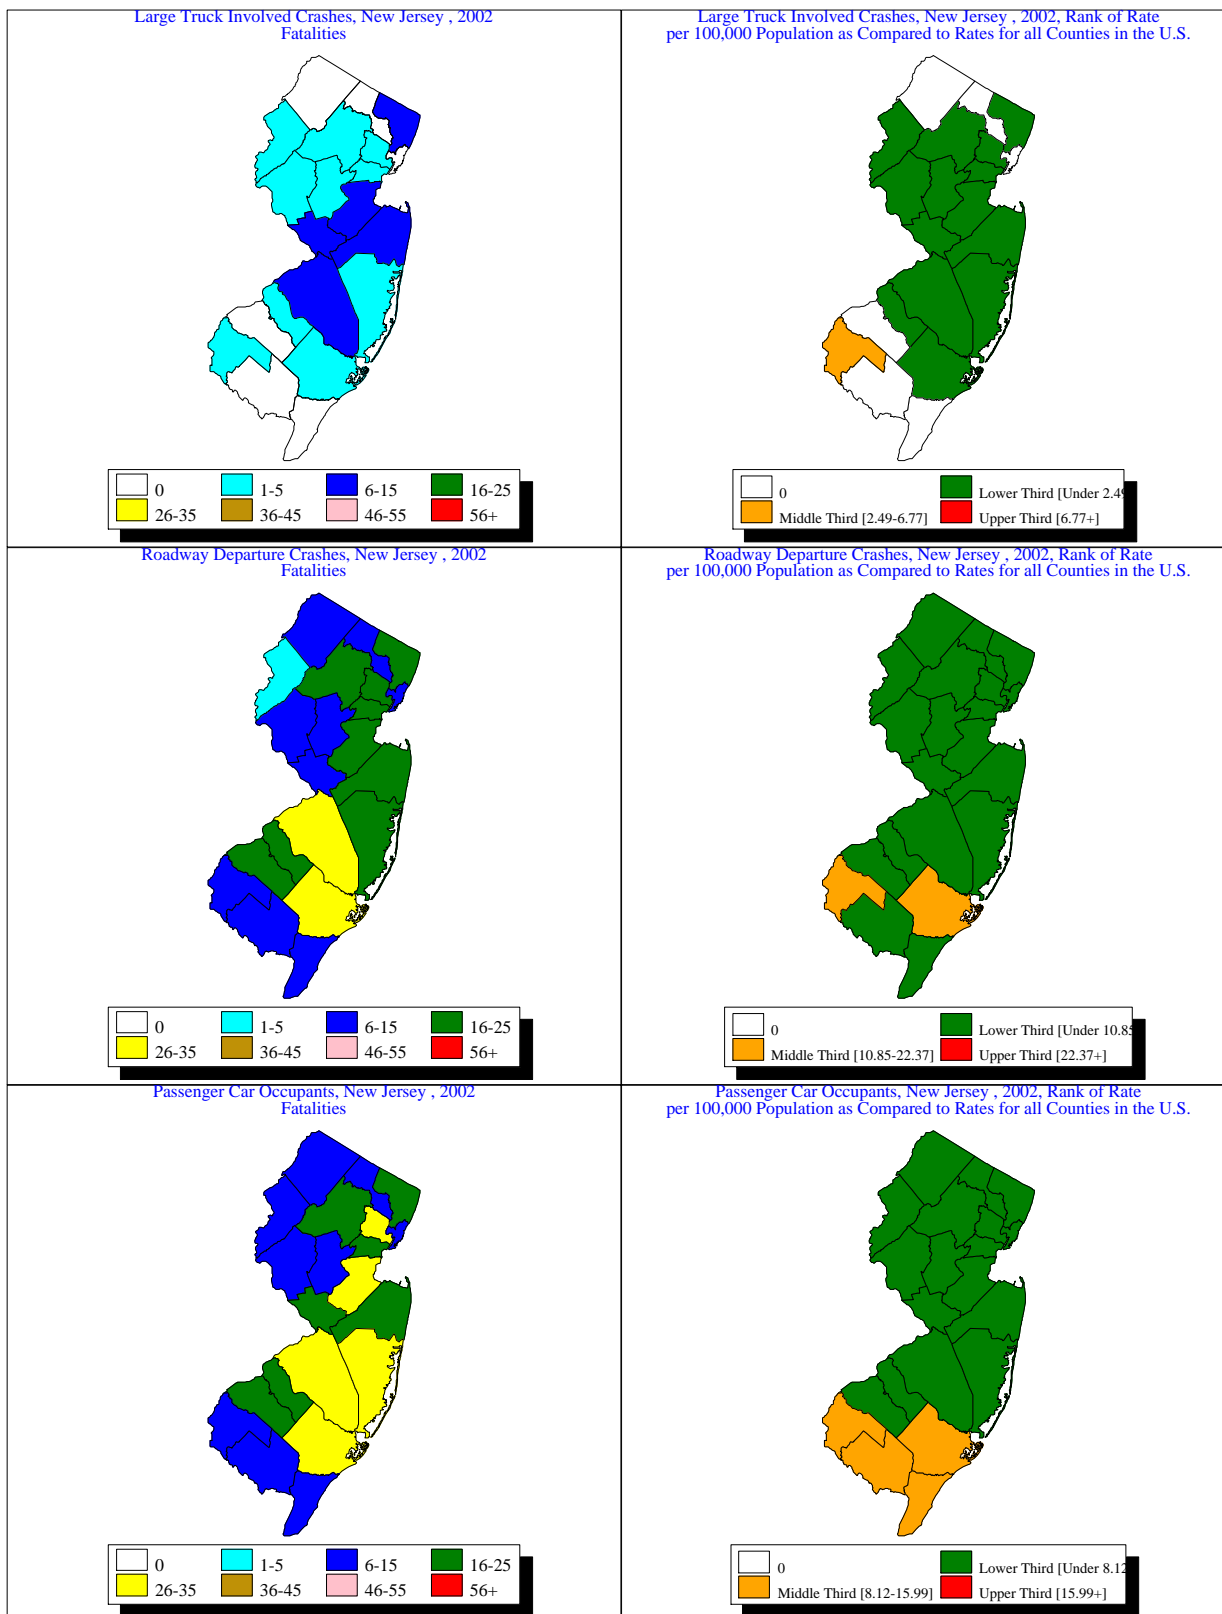 Large Truck Involved Crashes, New Jersey , 2002
Fatalities
0
1-5
6-15
16-25
26-35
36-45
46-55
56+
Large Truck Involved Crashes, New Jersey , 2002, Rank of Rate
per 100,000 Population as Compared to Rates for all Counties in the U.S.
0
Lower Third [Under 2.49
Middle Third [2.49-6.77]
Upper Third [6.77+]
Roadway Departure Crashes, New Jersey , 2002
Fatalities
0
1-5
6-15
16-25
26-35
36-45
46-55
56+
Roadway Departure Crashes, New Jersey , 2002, Rank of Rate
per 100,000 Population as Compared to Rates for all Counties in the U.S.
0
Lower Third [Under 10.85
Middle Third [10.85-22.37]
Upper Third [22.37+]
Passenger Car Occupants, New Jersey , 2002
Fatalities
0
1-5
6-15
16-25
26-35
36-45
46-55
56+
Passenger Car Occupants, New Jersey , 2002, Rank of Rate
per 100,000 Population as Compared to Rates for all Counties in the U.S.
0
Lower Third [Under 8.12
Middle Third [8.12-15.99]
Upper Third [15.99+]